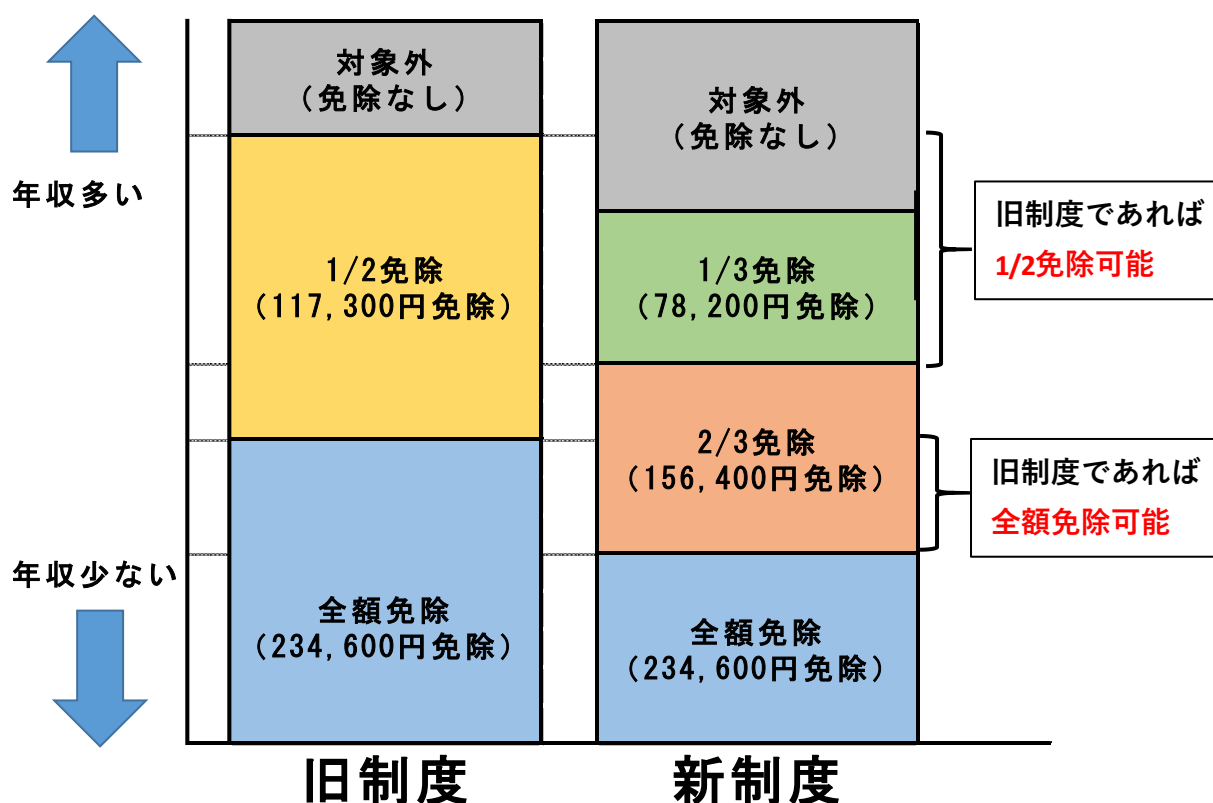 年収多い
年収少ない
対象外
(免除なし)
1/2免除
(117,300円免除)
全額免除
(234,600円免除)
旧制度
対象外
(免除なし)
1/3免除
(78,200円免除)
2/3免除
(156,400円免除)
全額免除
(234,600円免除)
新制度
旧制度であれば
1/2免除可能
旧制度であれば
全額免除可能